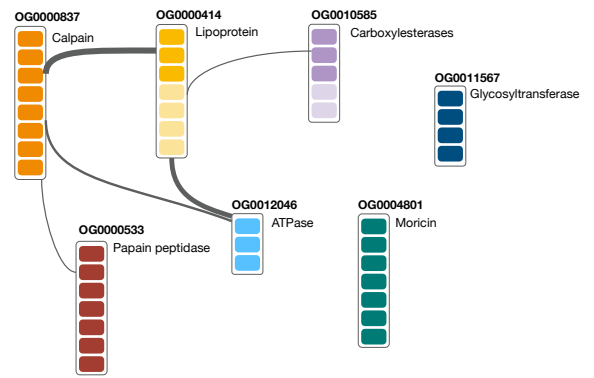 OG0000837
Calpain
OG0000414
Lipoprotein
OG0010585
Carboxylesterases
OG0011567
Glycosyltransferase
OG0012046
ATPase
OG0004801
Moricin
OG0000533
Papain peptidase